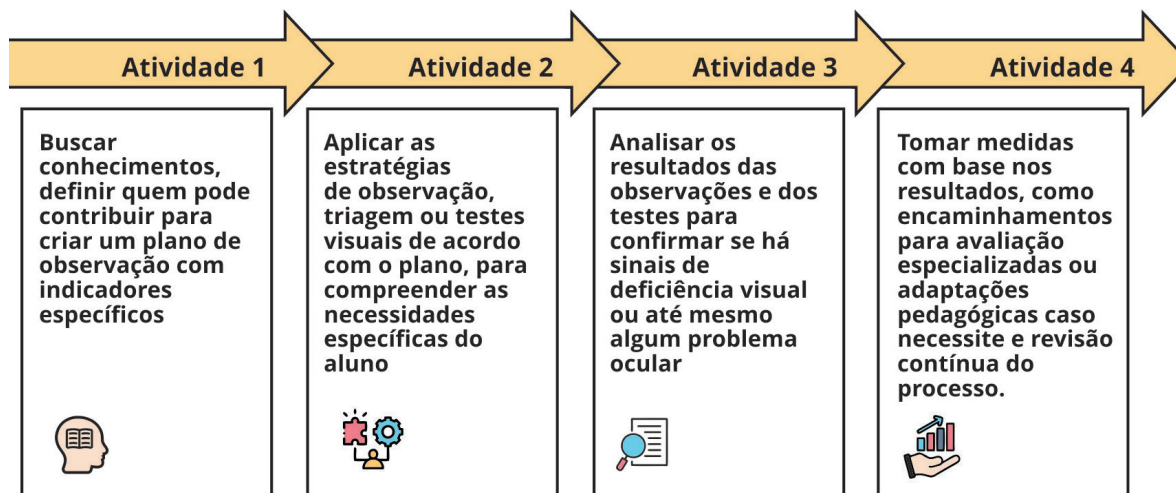 Atividade 1
Buscar
conhecimentos,
definir quem pode
contribuir para
criar um plano de
observação com
indicadores
específicos
Atividade 2
Aplicar as
estratégias
de observação,
triagem ou testes
visuais de acordo
com o plano, para
compreender as
necessidades
específicas do
aluno
Atividade 3
Analisar os
resultados das
observações e dos
testes para
confirmar se há
sinais de
deficiência visual
ou até mesmo
algum problema
ocular
Atividade 4
Tomar medidas
com base nos
resultados, como
encaminhamentos
para avaliação
especializadas ou
adaptações
pedagógicas caso
necessite e revisão
contínua do
processo.